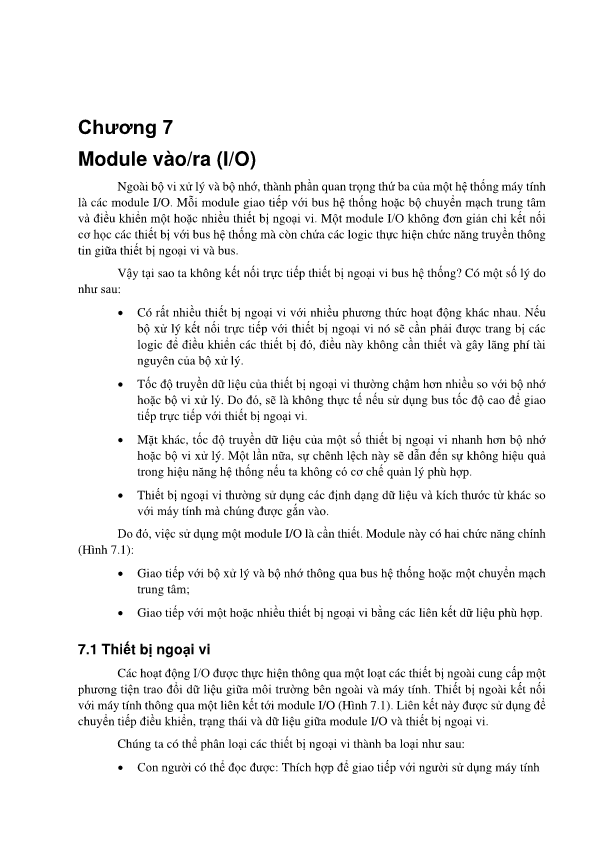 Chương 7
Module vào/ra (I/O)
Ngoài bộ vi xử lý và bộ nhớ, thành phần quan trọng thứ ba của một hệ thống máy tính
là các module I/O. Mỗi module giao tiếp với bus hệ thống hoặc bộ chuyển mạch trung tâm
và điều khiển một hoặc nhiều thiết bị ngoại vi. Một module I/O không đơn giản chỉ kết nối
cơ học các thiết bị với bus hệ thống mà còn chứa các logic thực hiện chức năng truyền thông
tin giữa thiết bị ngoại vi và bus.
Vậy tại sao ta không kết nối trực tiếp thiết bị ngoại vi bus hệ thống? Có một số lý do
như sau:
• Có rất nhiều thiết bị ngoại vi với nhiều phương thức hoạt động khác nhau. Nếu
bộ xử lý kết nối trực tiếp với thiết bị ngoại vi nó sẽ cần phải được trang bị các
logic để điều khiển các thiết bị đó, điều này không cần thiết và gây lãng phí tài
nguyên của bộ xử lý.
• Tốc độ truyền dữ liệu của thiết bị ngoại vi thường chậm hơn nhiều so với bộ nhớ
hoặc bộ vi xử lý. Do đó, sẽ là không thực tế nếu sử dụng bus tốc độ cao để giao
tiếp trực tiếp với thiết bị ngoại vi.
• Mặt khác, tốc độ truyền dữ liệu của một số thiết bị ngoại vi nhanh hơn bộ nhớ
hoặc bộ vi xử lý. Một lần nữa, sự chênh lệch này sẽ dẫn đến sự không hiệu quả
trong hiệu năng hệ thống nếu ta không có cơ chế quản lý phù hợp.
• Thiết bị ngoại vi thường sử dụng các định dạng dữ liệu và kích thước từ khác so
với máy tính mà chúng được gắn vào.
Do đó, việc sử dụng một module I/O là cần thiết. Module này có hai chức năng chính
(Hình 7.1):
• Giao tiếp với bộ xử lý và bộ nhớ thông qua bus hệ thống hoặc một chuyển mạch
trung tâm;
• Giao tiếp với một hoặc nhiều thiết bị ngoại vi bằng các liên kết dữ liệu phù hợp.
7.1 Thiết bị ngoại vi
Các hoạt động I/O được thực hiện thông qua một loạt các thiết bị ngoài cung cấp một
phương tiện trao đổi dữ liệu giữa môi trường bên ngoài và máy tính. Thiết bị ngoài kết nối
với máy tính thông qua một liên kết tới module I/O (Hình 7.1). Liên kết này được sử dụng để
chuyển tiếp điều khiển, trạng thái và dữ liệu giữa module I/O và thiết bị ngoại vi.
Chúng ta có thể phân loại các thiết bị ngoại vi thành ba loại như sau:
• Con người có thể đọc được: Thích hợp để giao tiếp với người sử dụng máy tính